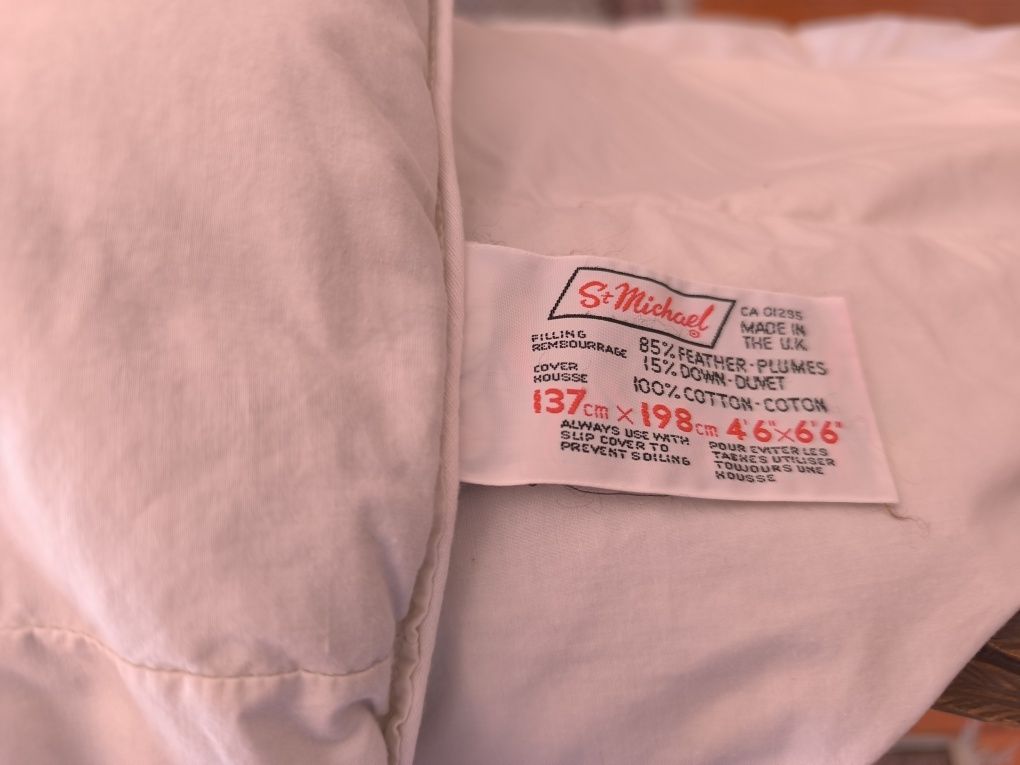 St Michael
CA 01295
MADE IN
THE U.K.
FILLING
REMBOURRAGE
85% FEATHER-PLUMES
15% DOWN-DUVET
COVER
HOUSSE
100% COTTON-COTON
137cm X 198cm 4'6"x6'6"
ALWAYS USE WITH
SLIP COVER TO
PREVENT SOILING
POUR EVITER LES
TACHES UTILISER
TOUJOURS UNE
HOUSSE